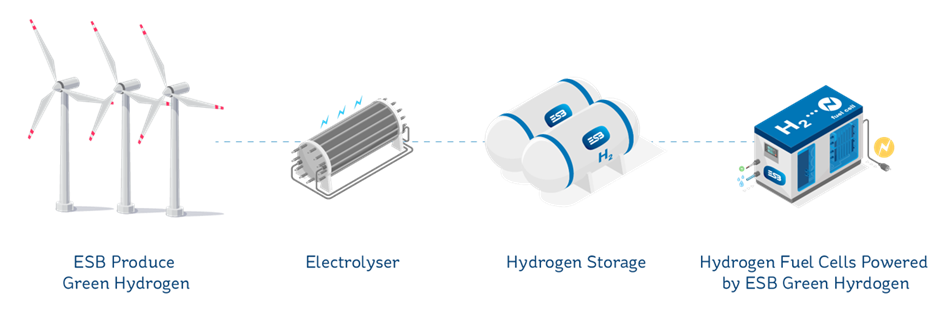 ESB
ESB
H2
H2
fuel cell
ESB
ESB Produce
Green Hydrogen
Electrolyser
Hydrogen Storage
Hydrogen Fuel Cells Powered
by ESB Green Hyrdogen